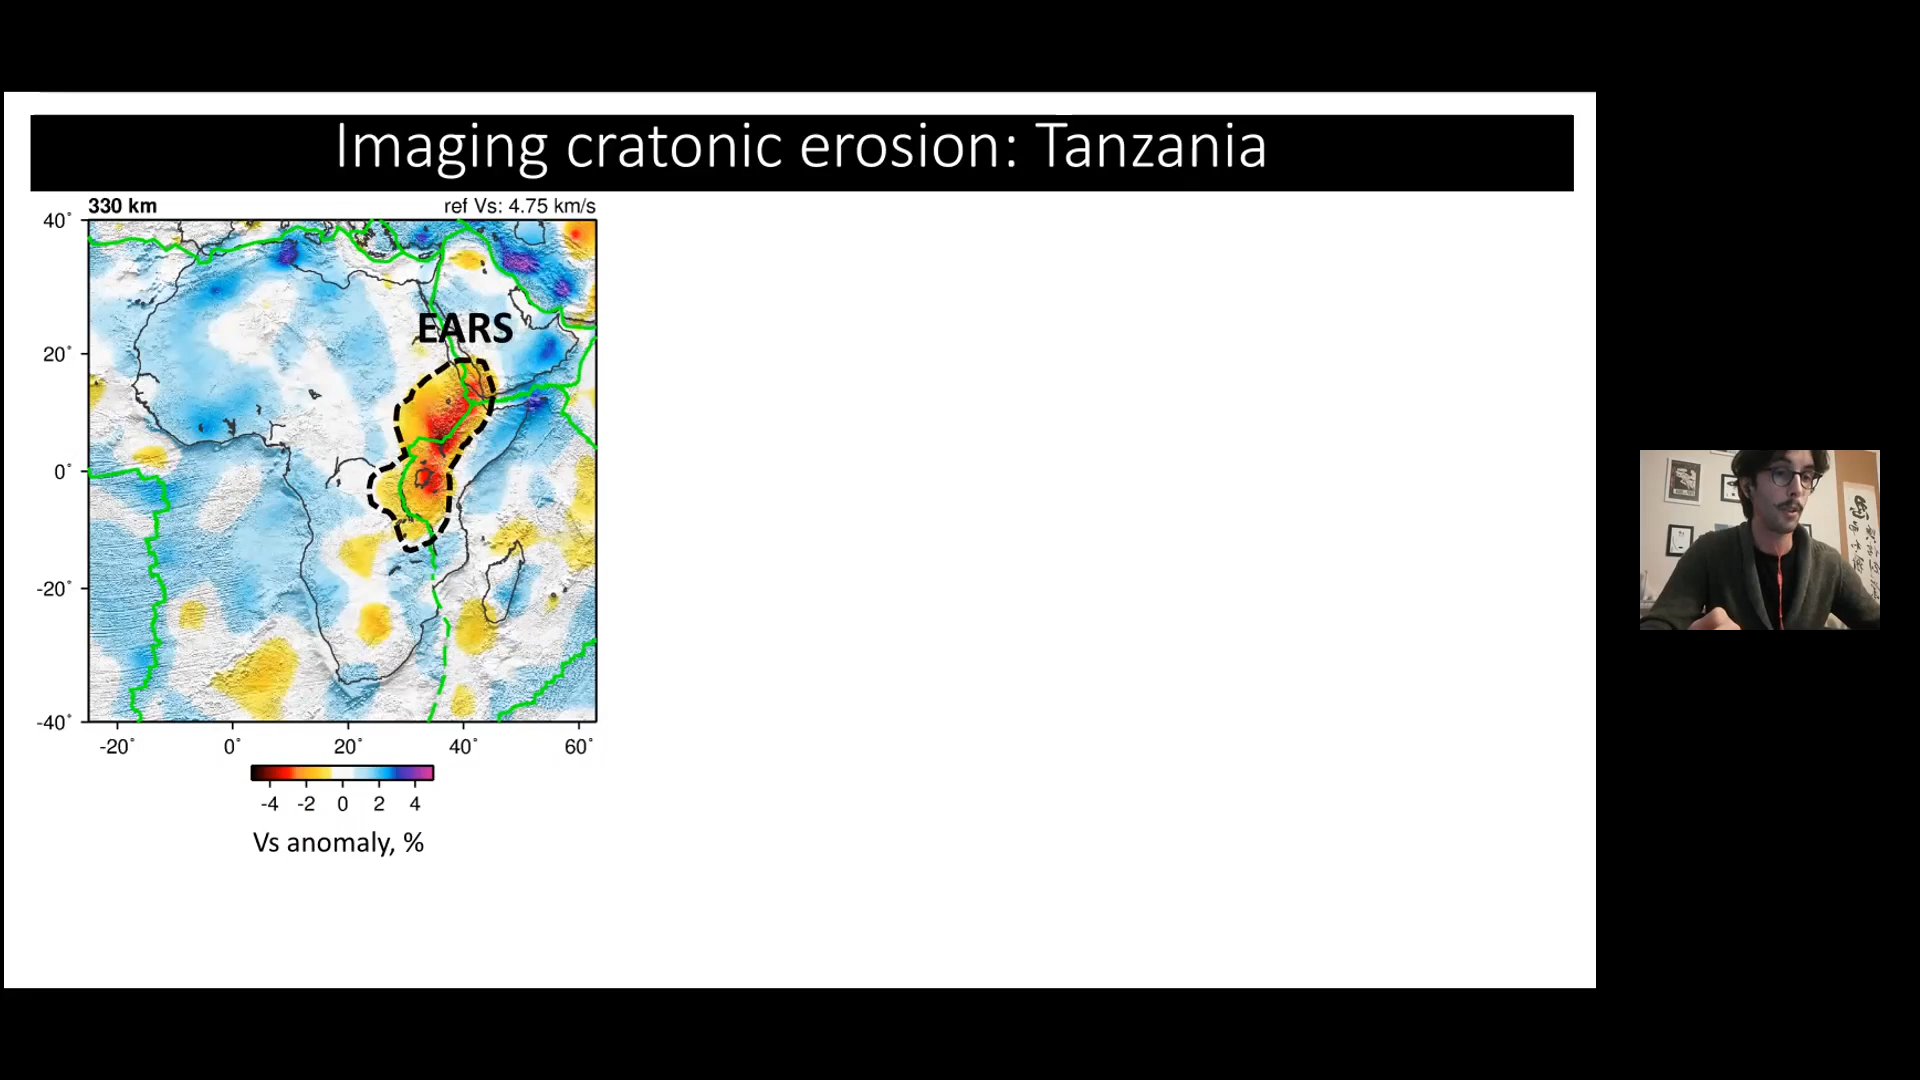 Imaging cratonic erosion: Tanzania
330 km
ref Vs: 4.75 km/s
40°
20°
0°
-20°
-40°
EARS
-20° 0° 20° 40° 60°
-4 -2 0 2 4
Vs anomaly, %